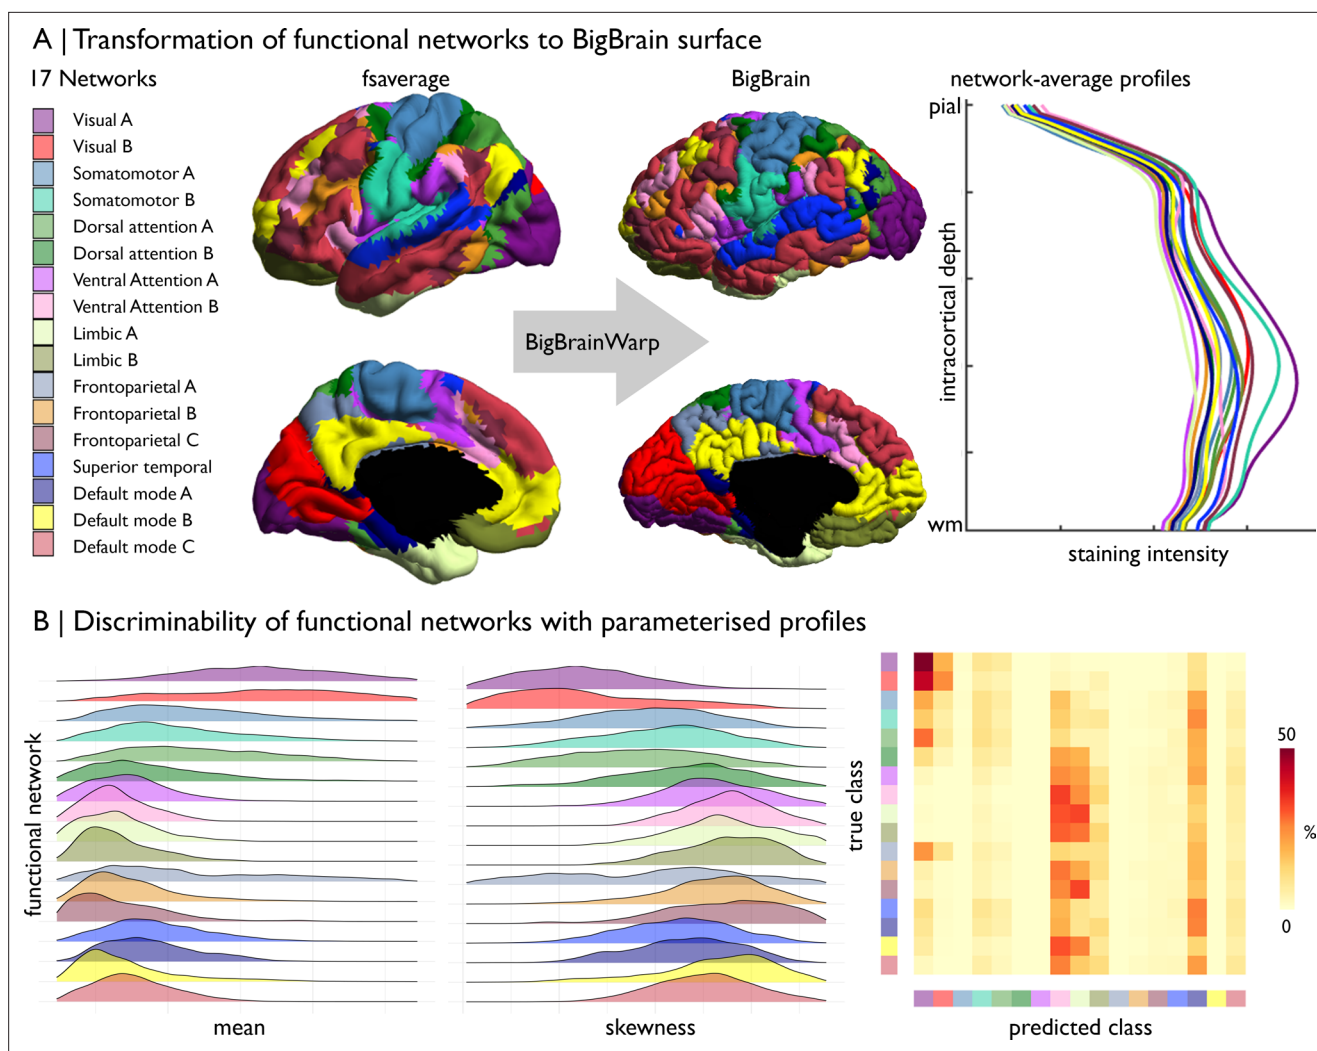 A | Transformation of functional networks to BigBrain surface
17 Networks
fsaverage
BigBrain
network-average profiles
Visual A
Visual B
Somatomotor A
Somatomotor B
Dorsal attention A
Dorsal attention B
Ventral Attention A
Ventral Attention B
Limbic A
Limbic B
Frontoparietal A
Frontoparietal B
Frontoparietal C
Superior temporal
Default mode A
Default mode B
Default mode C
BigBrainWarp
pial
intracortical depth
wm
staining intensity
B | Discriminability of functional networks with parameterised profiles
functional network
mean
skewness
true class
predicted class
50
%
0